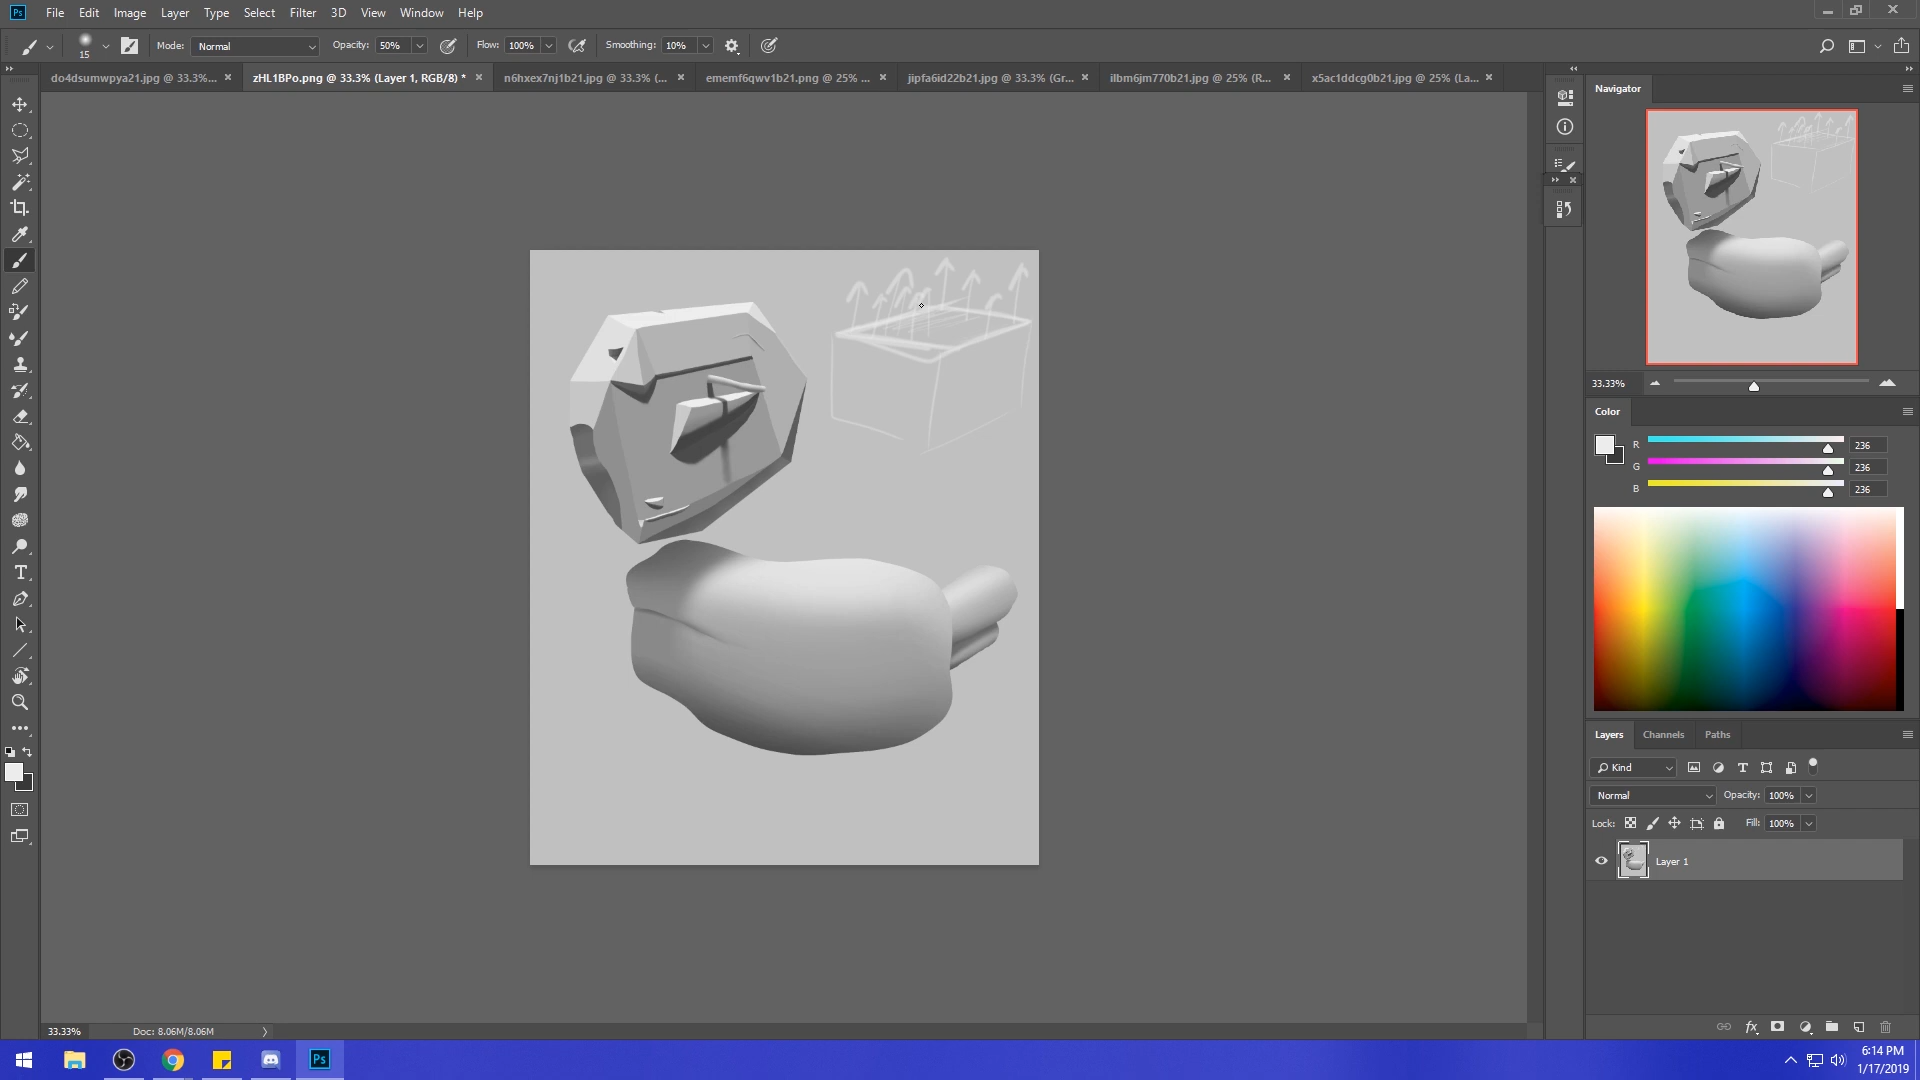 Ps File Edit Image Layer Type Select Filter 3D View Window Help
15 Mode: Normal Opacity: 50% Flow: 100% Smoothing: 10%
do4dsumwpya21.jpg @ 33.3%... zHL1BPo.png @ 33.3% (Layer 1, RGB/8) * n6hxex7nj1b21.jpg @ 33.3% (... ememf6qwv1b21.png @ 25% ... jipfa6id22b21.jpg @ 33.3% (Gr... ilbm6jm770b21.jpg @ 25% (R... x5ac1ddcg0b21.jpg @ 25% (La...
Navigator
33.33%
Color
R 236
G 236
B 236
Layers Channels Paths
Kind
Normal Opacity: 100%
Lock: Fill: 100%
Layer 1
fx
33.33% Doc: 8.06M/8.06M
Ps
6:14 PM
1/17/2019